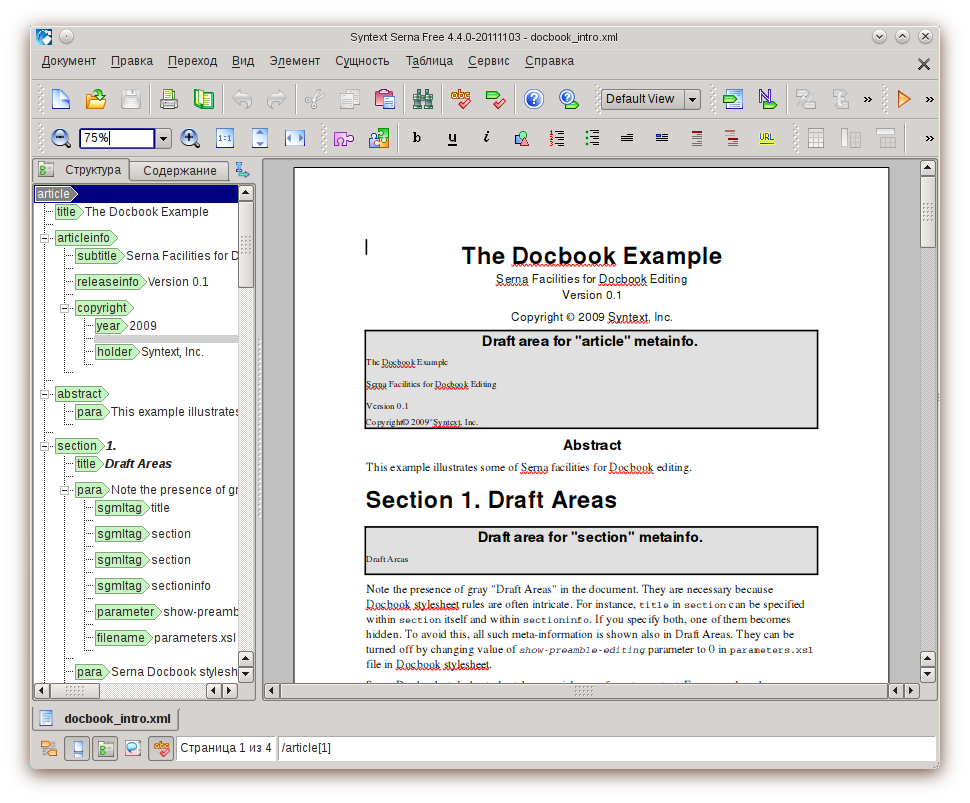 Syntext Serna Free 4.4.0-20111103 - docbook_intro.xml
Документ Правка Переход Вид Элемент Сущность Таблица Сервис Справка
abc Default View N » »
75% 1:1 b u i URL »
Структура Содержание
article
title The Docbook Example
articleinfo
subtitle Serna Facilities for D
releaseinfo Version 0.1
copyright
year 2009
holder Syntext, Inc.
abstract
para This example illustrates
section 1.
title Draft Areas
para Note the presence of gr
sgmltag title
sgmltag section
sgmltag section
sgmltag sectioninfo
parameter show-preamb
filename parameters.xsl
para Serna Docbook stylesh
The Docbook Example
Serna Facilities for Docbook Editing
Version 0.1
Copyright © 2009 Syntext, Inc.
Draft area for "article" metainfo.
The Docbook Example
Serna Facilities for Docbook Editing
Version 0.1
Copyright© 2009"Syntext, Inc.
Abstract
This example illustrates some of Serna facilities for Docbook editing.
Section 1. Draft Areas
Draft area for "section" metainfo.
Draft Areas
Note the presence of gray "Draft Areas" in the document. They are necessary because
Docbook stylesheet rules are often intricate. For instance, title in section can be specified
within section itself and within sectioninfo. If you specify both, one of them becomes
hidden. To avoid this, all such meta-information is shown also in Draft Areas. They can be
turned off by changing value of show-preamble-editing parameter to 0 in parameters.xsl
file in Docbook stylesheet.
docbook_intro.xml
abc Страница 1 из 4 /article[1]